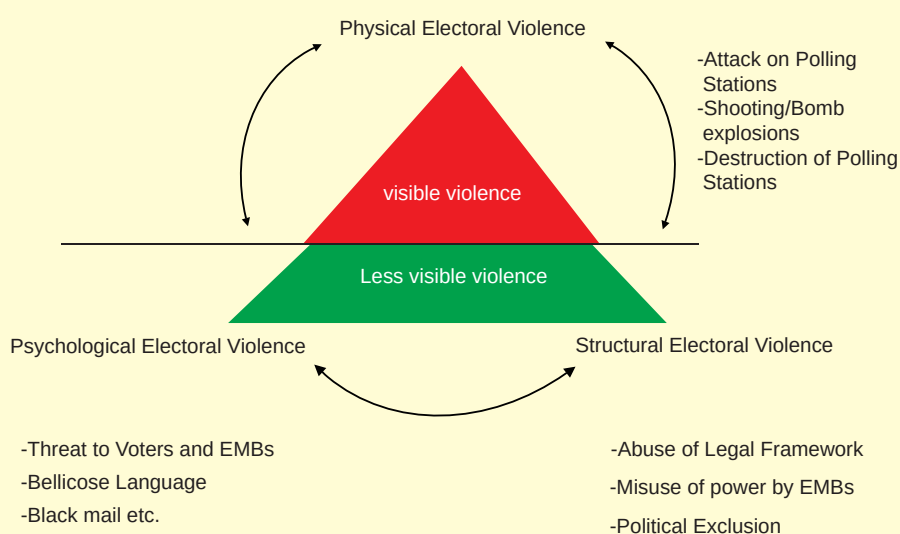 Physical Electoral Violence
-Attack on Polling
Stations
-Shooting/Bomb
explosions
-Destruction of Polling
Stations
visible violence
Less visible violence
Psychological Electoral Violence
Structural Electoral Violence
-Threat to Voters and EMBs
-Bellicose Language
-Black mail etc.
-Abuse of Legal Framework
-Misuse of power by EMBs
-Political Exclusion